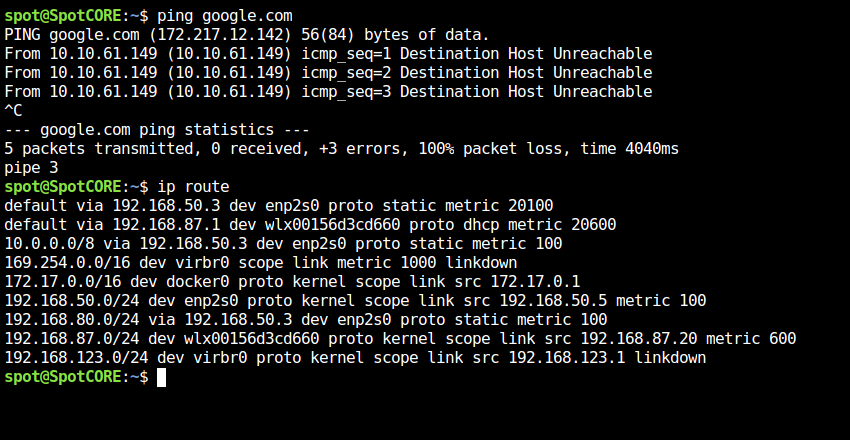 spot@SpotCORE:~$ ping google.com
PING google.com (172.217.12.142) 56(84) bytes of data.
From 10.10.61.149 (10.10.61.149) icmp_seq=1 Destination Host Unreachable
From 10.10.61.149 (10.10.61.149) icmp_seq=2 Destination Host Unreachable
From 10.10.61.149 (10.10.61.149) icmp_seq=3 Destination Host Unreachable
^C
--- google.com ping statistics ---
5 packets transmitted, 0 received, +3 errors, 100% packet loss, time 4040ms
pipe 3
spot@SpotCORE:~$ ip route
default via 192.168.50.3 dev enp2s0 proto static metric 20100
default via 192.168.87.1 dev wlx00156d3cd660 proto dhcp metric 20600
10.0.0.0/8 via 192.168.50.3 dev enp2s0 proto static metric 100
169.254.0.0/16 dev virbr0 scope link metric 1000 linkdown
172.17.0.0/16 dev docker0 proto kernel scope link src 172.17.0.1
192.168.50.0/24 dev enp2s0 proto kernel scope link src 192.168.50.5 metric 100
192.168.80.0/24 via 192.168.50.3 dev enp2s0 proto static metric 100
192.168.87.0/24 dev wlx00156d3cd660 proto kernel scope link src 192.168.87.20 metric 600
192.168.123.0/24 dev virbr0 proto kernel scope link src 192.168.123.1 linkdown
spot@SpotCORE:~$